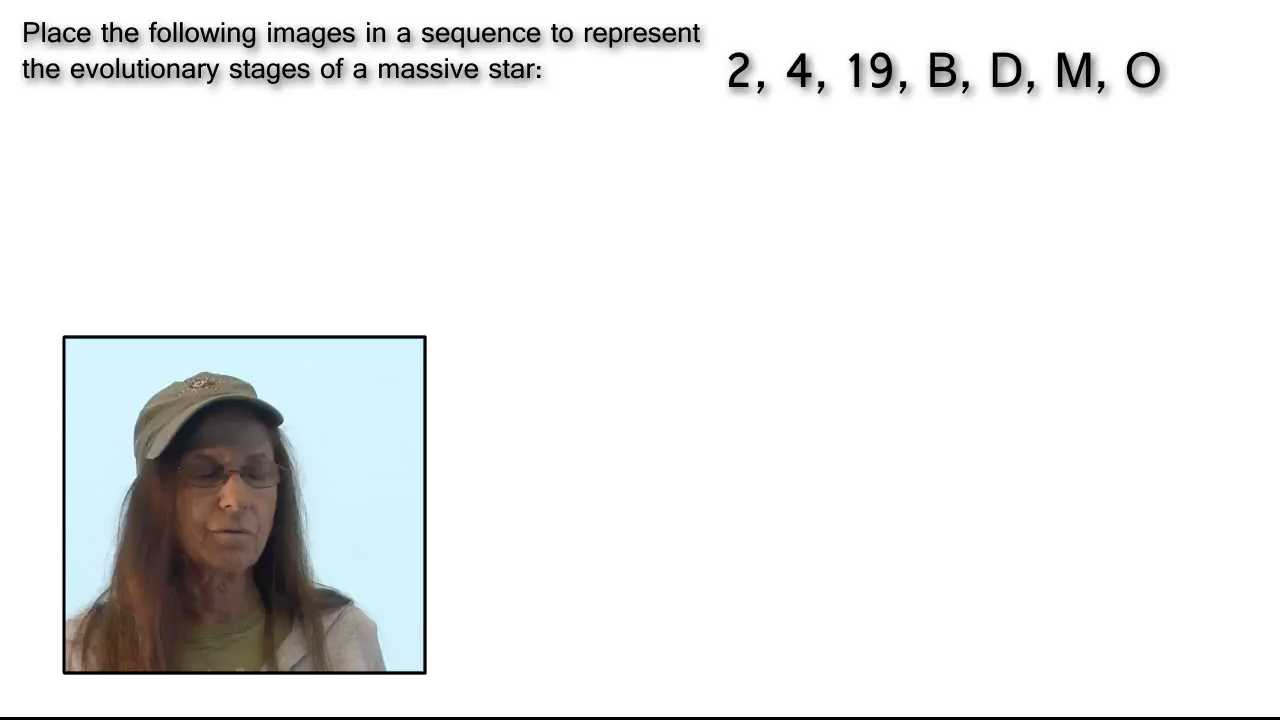 Place the following images in a sequence to represent
the evolutionary stages of a massive star:
2, 4, 19, B, D, M, O